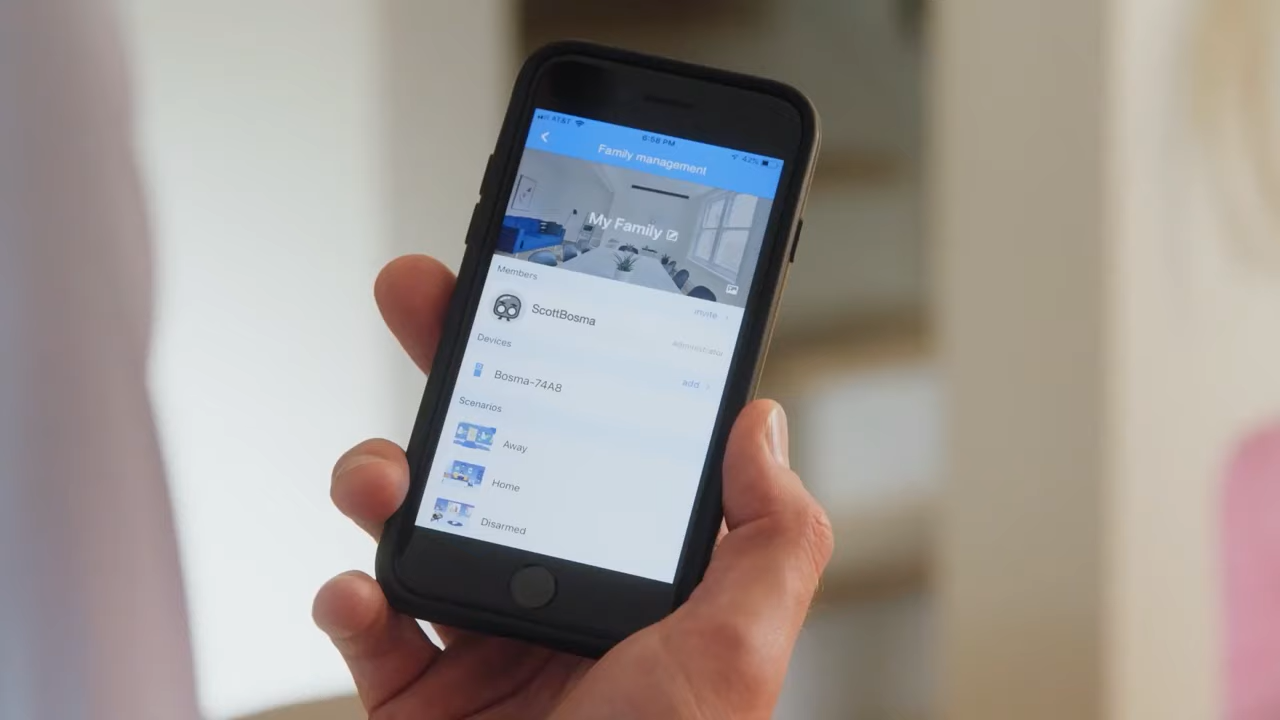 AT&T 6:58 PM 42%
Family management
My Family
Members
ScottBosma invite
Administrator
Devices
Bosma-74A8 add
Scenarios
Away
Home
Disarmed